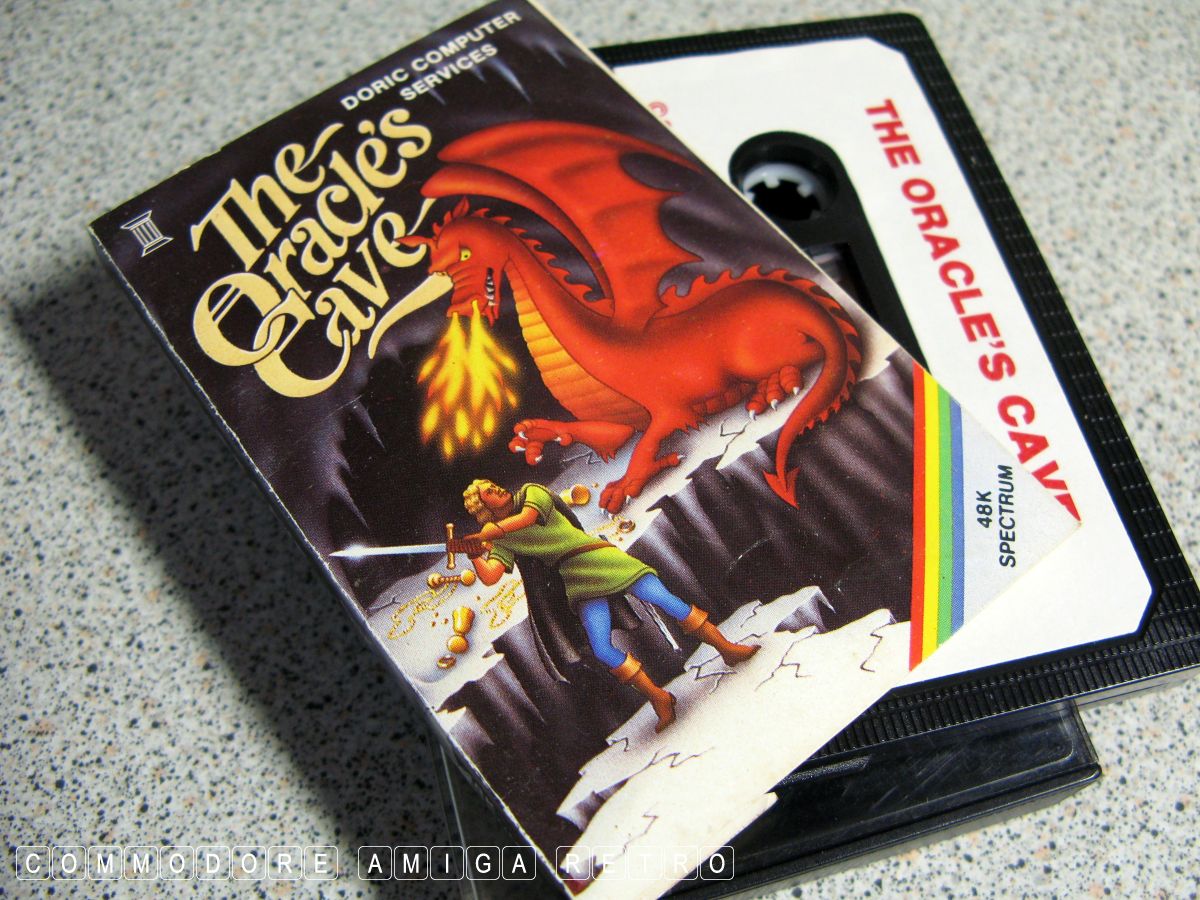 DORIC COMPUTER
SERVICES
The
Oracle's
Cave
THE ORACLE'S CAVE
48K
SPECTRUM
COMMODORE AMIGA RETRO